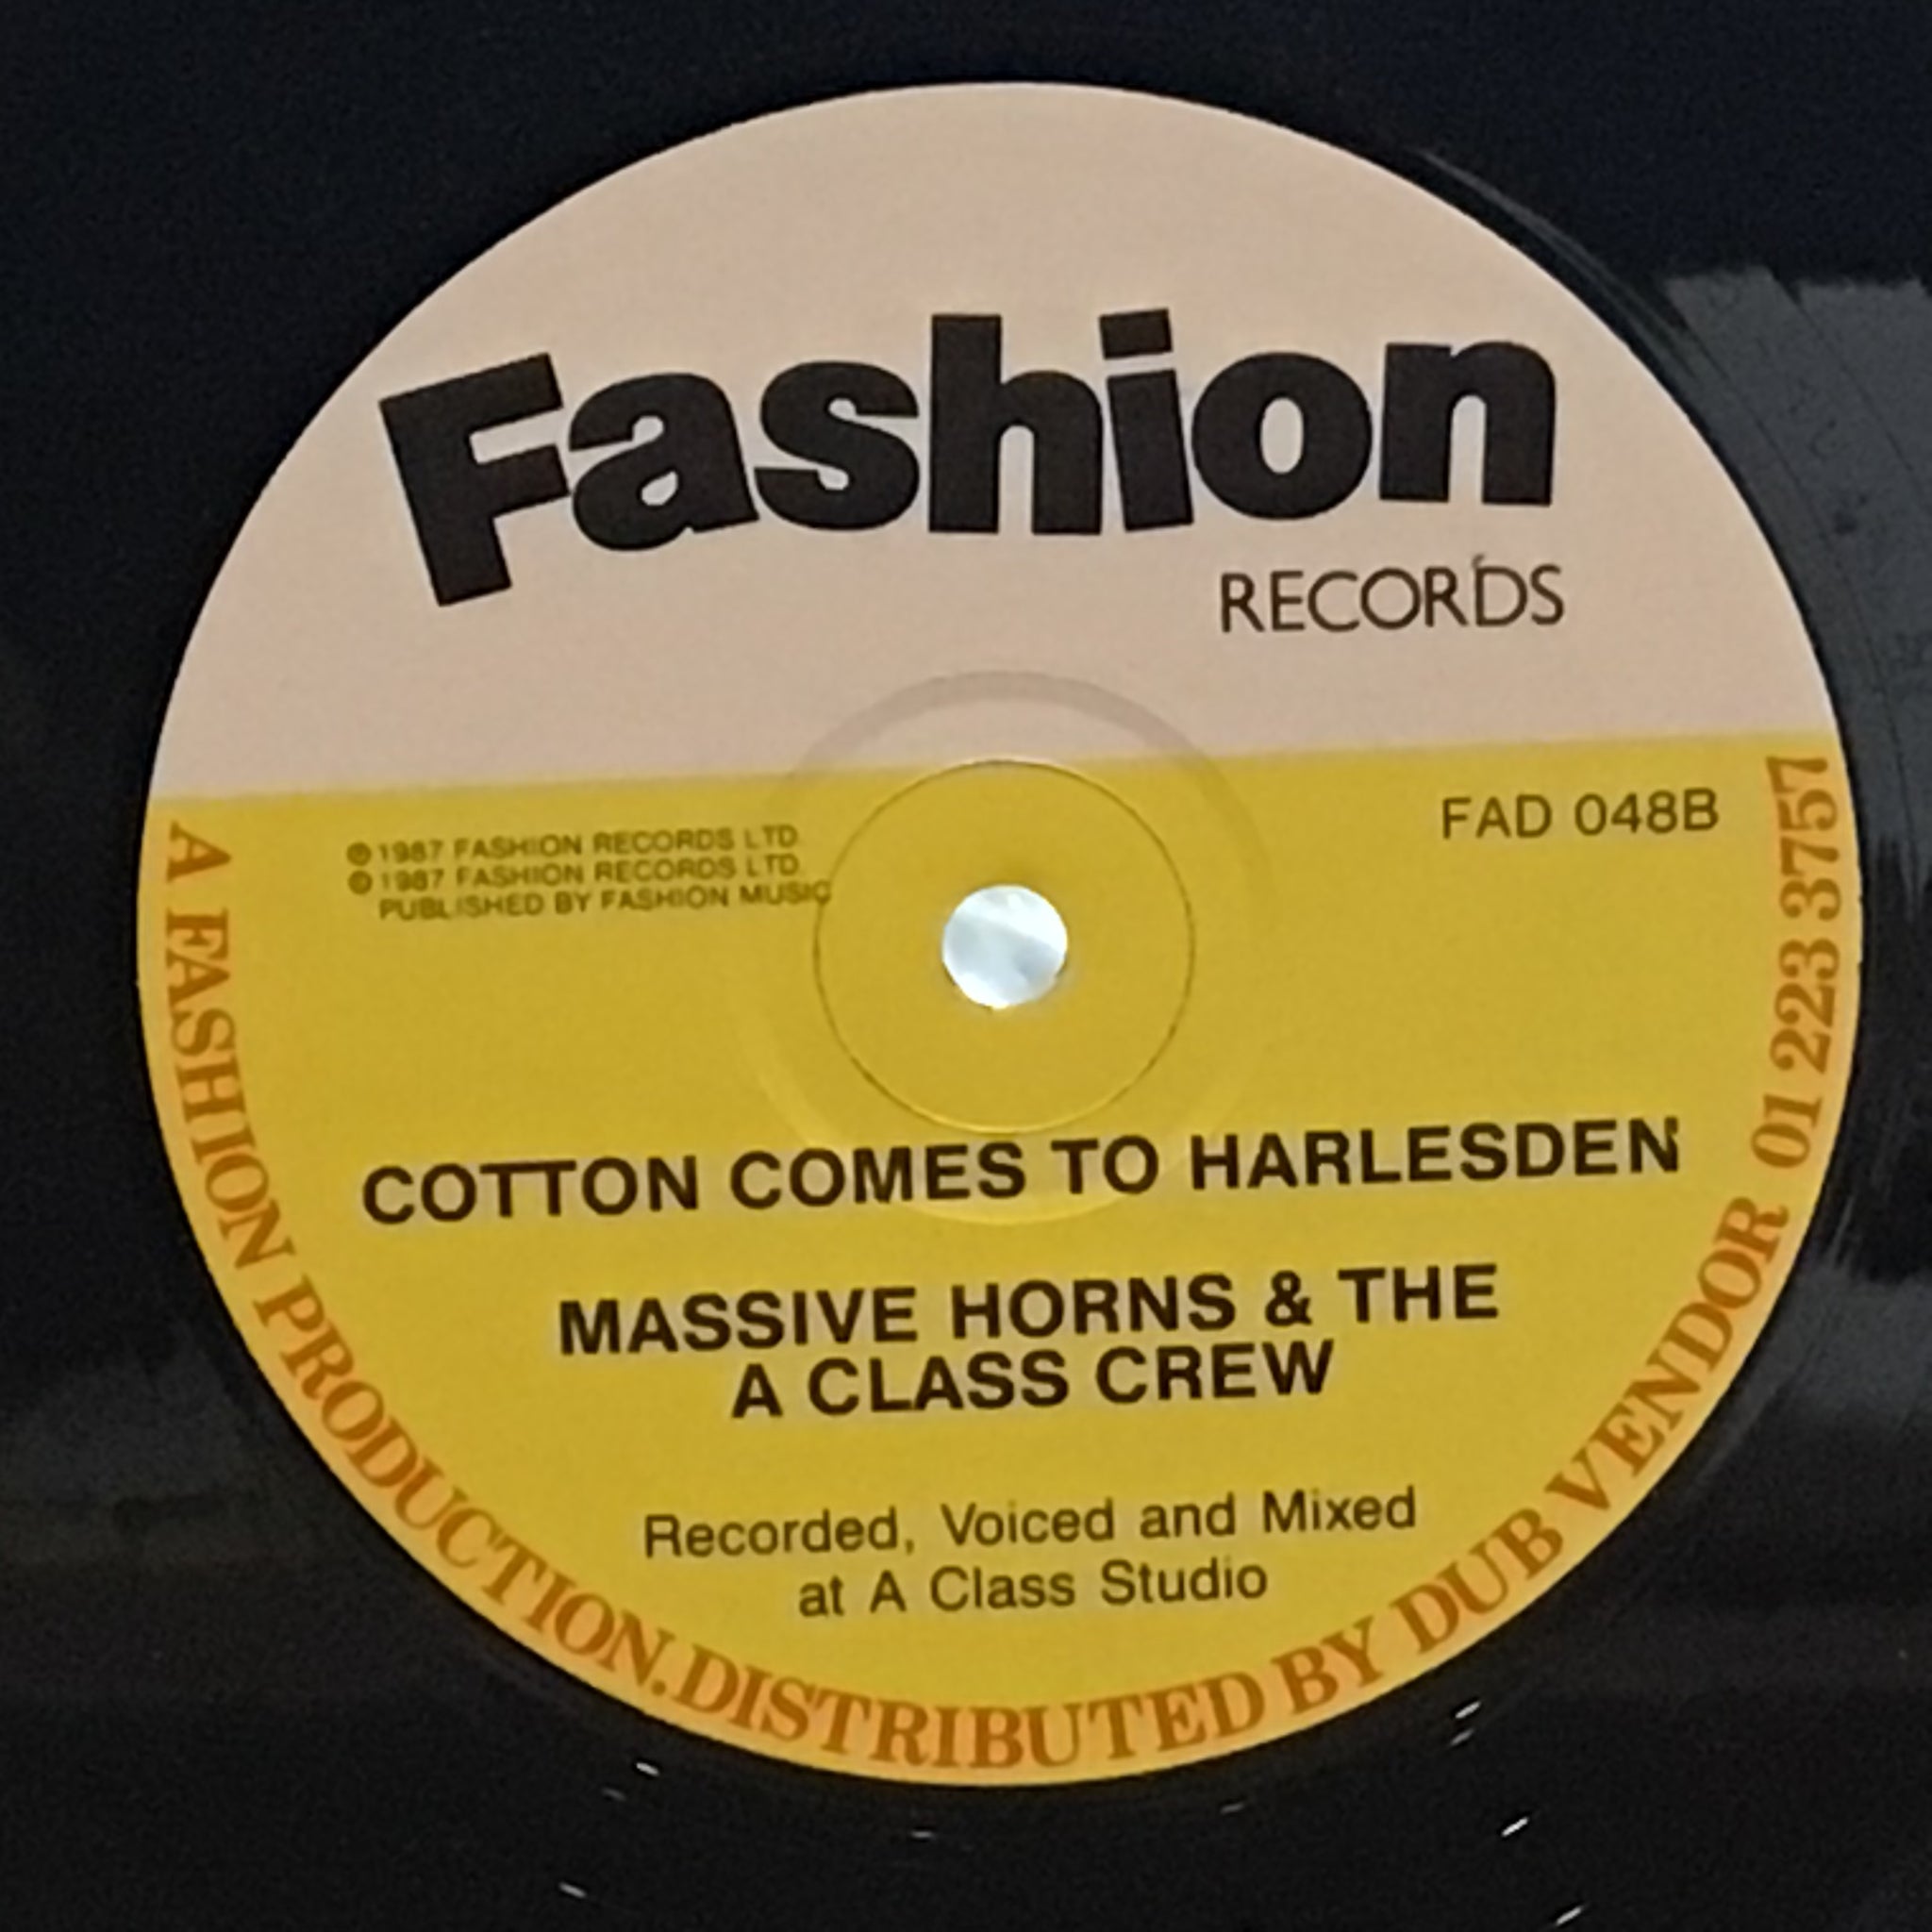 Fashion
RECORDS
FAD 048B
℗ 1987 FASHION RECORDS LTD.
© 1987 FASHION RECORDS LTD.
PUBLISHED BY FASHION MUSIC
COTTON COMES TO HARLESDEN
MASSIVE HORNS & THE
A CLASS CREW
Recorded, Voiced and Mixed
at A Class Studio
A FASHION PRODUCTION. DISTRIBUTED BY DUB VENDOR 01 223 3757